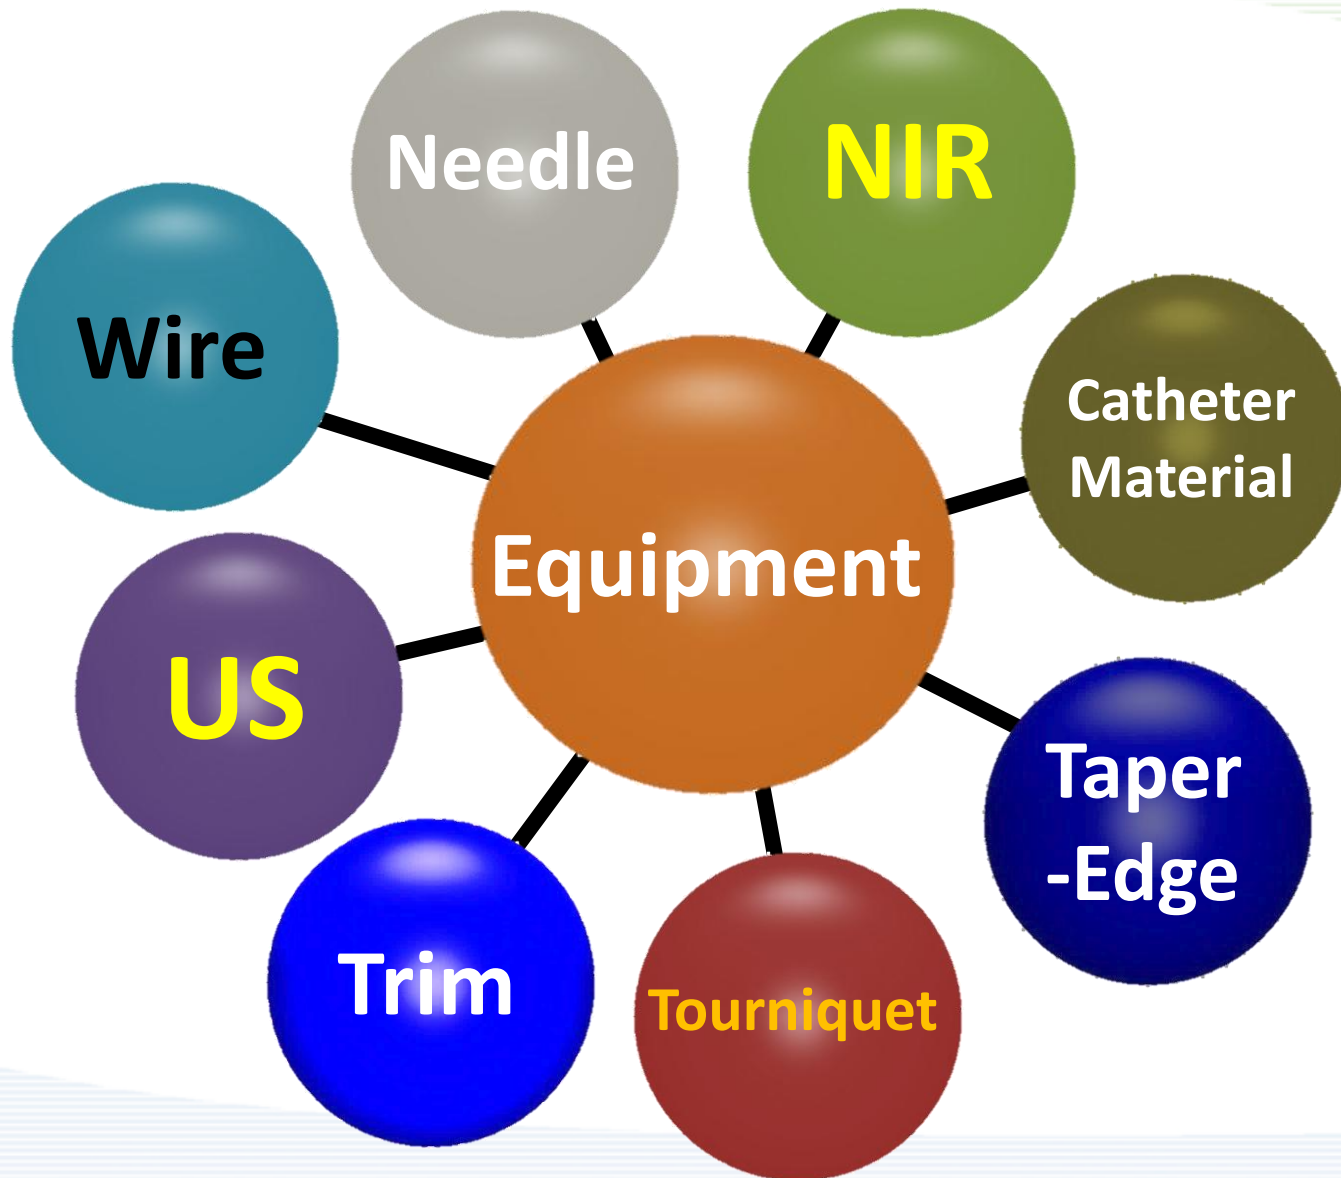 Needle
NIR
Wire
Catheter
Material
Equipment
US
Taper
-Edge
Trim
Tourniquet